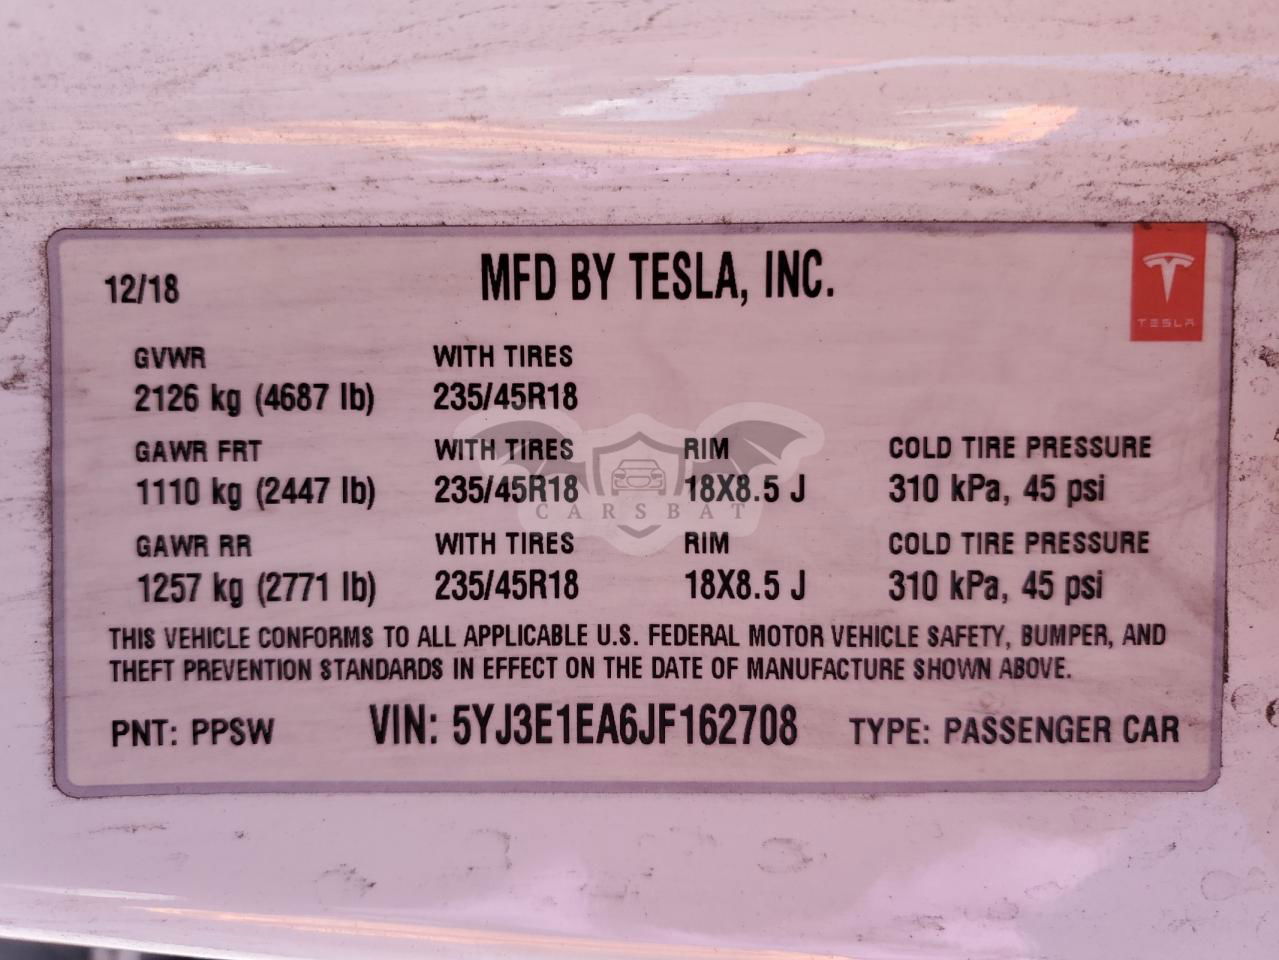 12/18 MFD BY TESLA, INC.
TESLA
GVWR WITH TIRES
2126 kg (4687 lb) 235/45R18
GAWR FRT WITH TIRES RIM COLD TIRE PRESSURE
1110 kg (2447 lb) 235/45R18 18X8.5 J 310 kPa, 45 psi
CARSBAT
GAWR RR WITH TIRES RIM COLD TIRE PRESSURE
1257 kg (2771 lb) 235/45R18 18X8.5 J 310 kPa, 45 psi
THIS VEHICLE CONFORMS TO ALL APPLICABLE U.S. FEDERAL MOTOR VEHICLE SAFETY, BUMPER, AND
THEFT PREVENTION STANDARDS IN EFFECT ON THE DATE OF MANUFACTURE SHOWN ABOVE.
PNT: PPSW VIN: 5YJ3E1EA6JF162708 TYPE: PASSENGER CAR